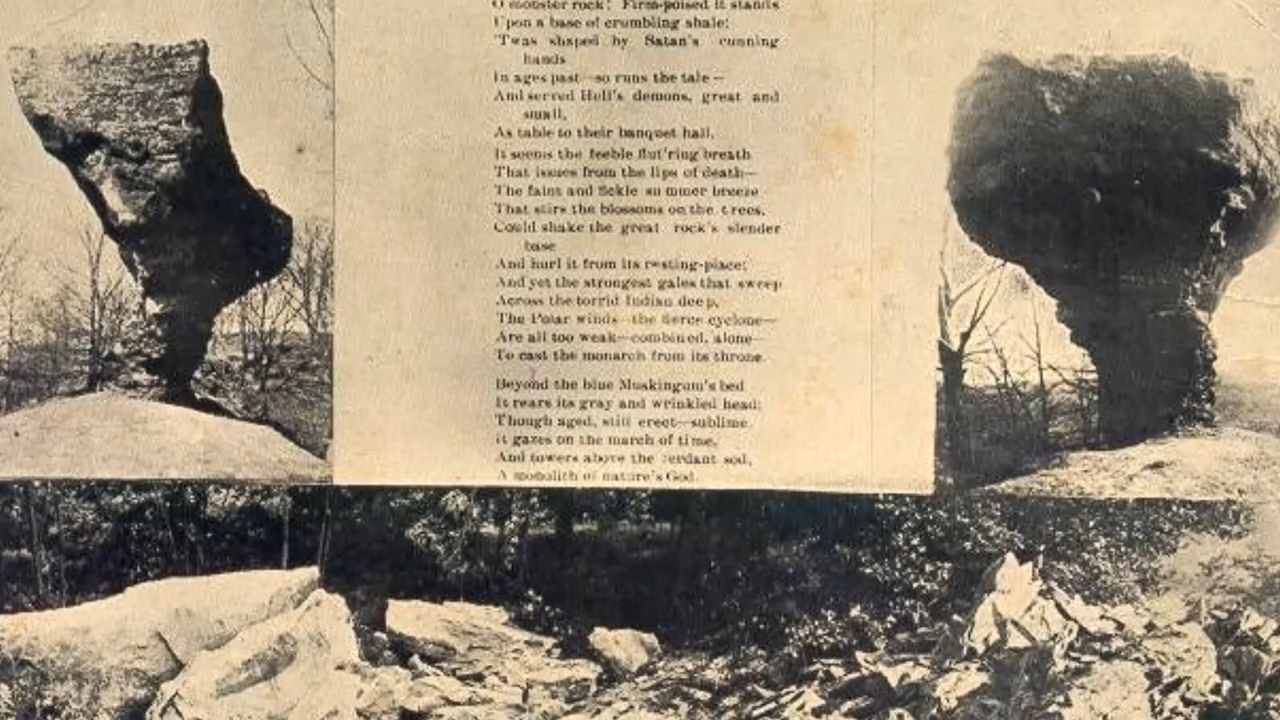 O monster rock! Firm-poised it stands
Upon a base of crumbling shale;
'Twas shaped by Satan's cunning
hands
In ages past—so runs the tale—
And served Hell's demons, great and
small,
As table to their banquet hall.
It seems the feeble flut'ring breath
That issues from the lips of death—
The faint and fickle summer breeze
That stirs the blossoms on the trees,
Could shake the great rock's slender
base
And hurl it from its resting-place;
And yet the strongest gales that sweep
Across the torrid Indian deep,
The Polar winds—the fierce cyclone—
Are all too weak—combined, alone—
To cast the monarch from its throne.
Beyond the blue Muskingum's bed
It rears its gray and wrinkled head;
Though aged, still erect—sublime
it gazes on the march of time,
And towers above the verdant sod,
A monolith of nature's God.